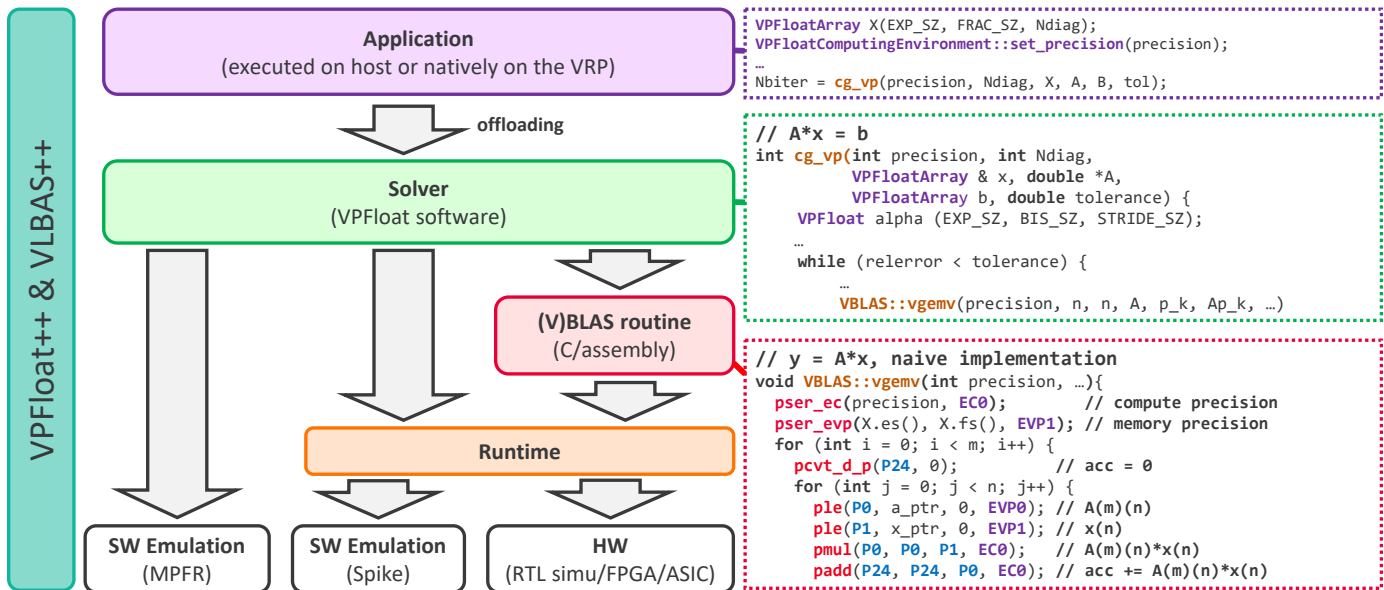 VPFloat++ & VLBAS++
Application
(executed on host or natively on the VRP)
offloading
Solver
(VPFloat software)
(V)BLAS routine
(C/assembly)
Runtime
SW Emulation
(MPFR)
SW Emulation
(Spike)
HW
(RTL simu/FPGA/ASIC)
VPFloatArray X(EXP_SZ, FRAC_SZ, Ndiag);
VPFloatComputingEnvironment::set_precision(precision);
…
Nbiter = cg_vp(precision, Ndiag, X, A, B, tol);
// A*x = b
int cg_vp(int precision, int Ndiag,
VPFloatArray & x, double *A,
VPFloatArray b, double tolerance) {
VPFloat alpha (EXP_SZ, BIS_SZ, STRIDE_SZ);
…
while (relerror < tolerance) {
…
VBLAS::vgemv(precision, n, n, A, p_k, Ap_k, …)
// y = A*x, naive implementation
void VBLAS::vgemv(int precision, …){
pser_ec(precision, EC0); // compute precision
pser_evp(X.es(), X.fs(), EVP1); // memory precision
for (int i = 0; i < m; i++) {
pcvt_d_p(P24, 0); // acc = 0
for (int j = 0; j < n; j++) {
ple(P0, a_ptr, 0, EVP0); // A(m)(n)
ple(P1, x_ptr, 0, EVP1); // x(n)
pmul(P0, P0, P1, EC0); // A(m)(n)*x(n)
padd(P24, P24, P0, EC0); // acc += A(m)(n)*x(n)